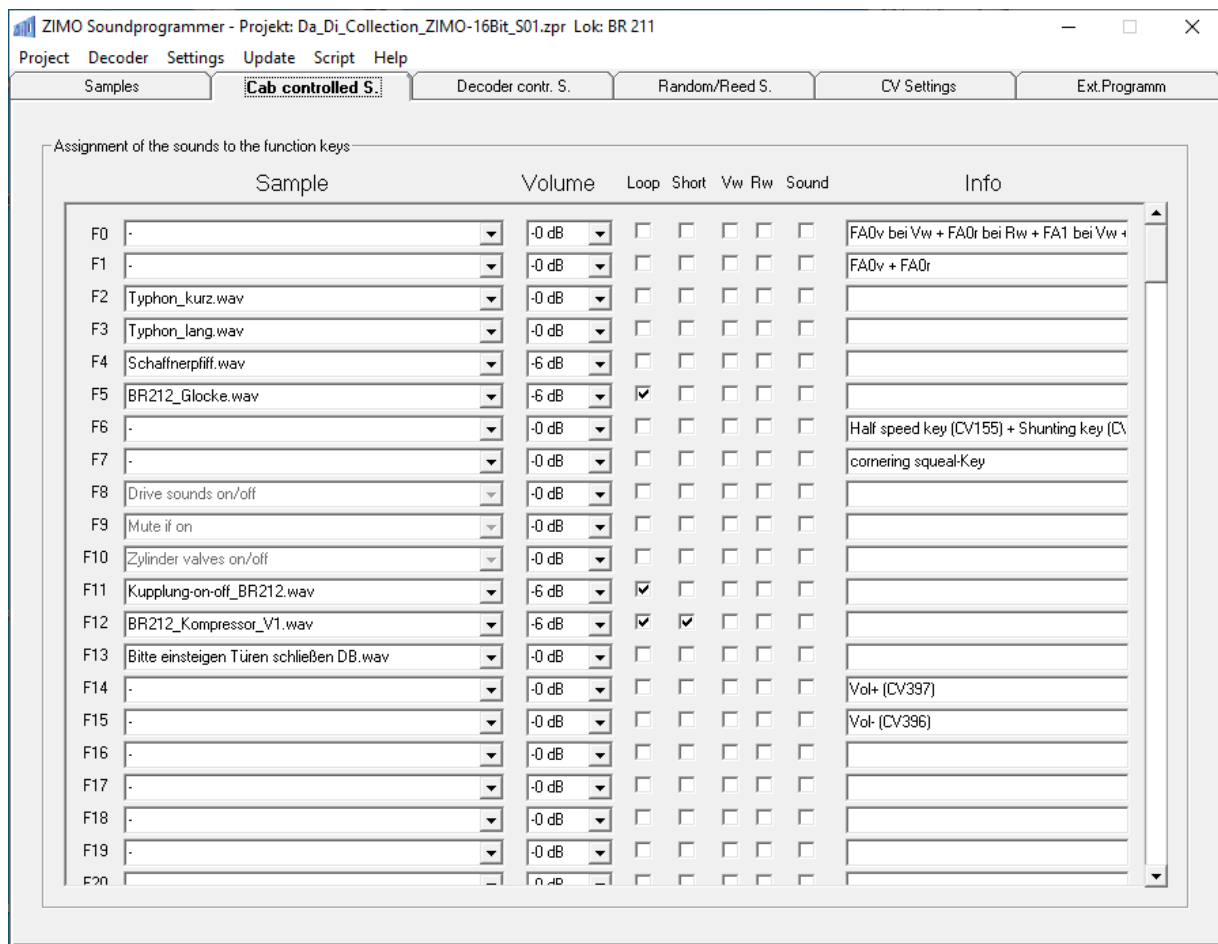 ZIMO Soundprogrammer - Projekt: Da_Di_Collection_ZIMO-16Bit_S01.zpr Lok: BR 211
Project Decoder Settings Update Script Help
Samples Cab controlled S. Decoder contr. S. Random/Reed S. CV Settings Ext.Programm
Assignment of the sounds to the function keys
Sample Volume Loop Short Vw Rw Sound Info
F0 - -0 dB FA0v bei Vw + FA0r bei Rw + FA1 bei Vw +
F1 - -0 dB FA0v + FA0r
F2 Typhon_kurz.wav -0 dB
F3 Typhon_lang.wav -0 dB
F4 Schaffnerpfiff.wav -6 dB
F5 BR212_Glocke.wav -6 dB
F6 - -0 dB Half speed key (CV155) + Shunting key (C
F7 - -0 dB cornering squeal-Key
F8 Drive sounds on/off -0 dB
F9 Mute if on -0 dB
F10 Zylinder valves on/off -0 dB
F11 Kupplung-on-off_BR212.wav -6 dB
F12 BR212_Kompressor_V1.wav -6 dB
F13 Bitte einsteigen Türen schließen DB.wav -0 dB
F14 - -0 dB Vol+ (CV397)
F15 - -0 dB Vol- (CV396)
F16 - -0 dB
F17 - -0 dB
F18 - -0 dB
F19 - -0 dB
F20 -0 dB